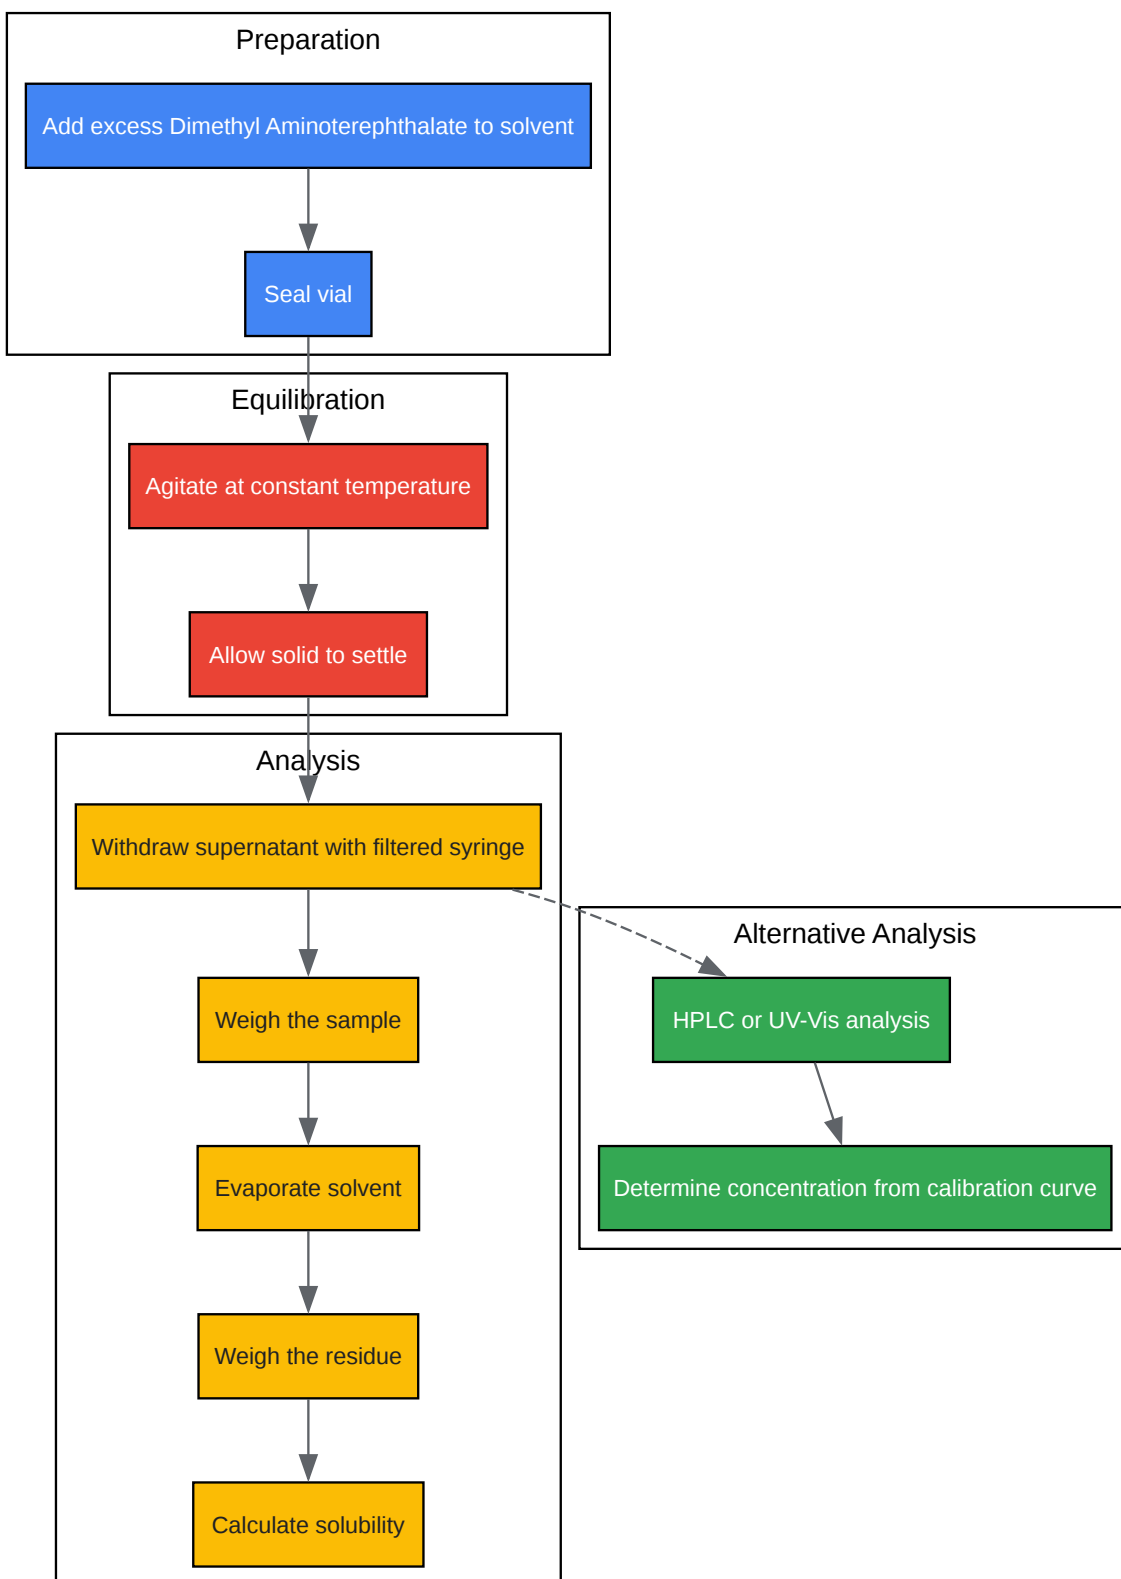 Preparation
Add excess Dimethyl Aminoterephthalate to solvent
Seal vial
Equilibration
Agitate at constant temperature
Allow solid to settle
Analysis
Withdraw supernatant with filtered syringe
Weigh the sample
Evaporate solvent
Weigh the residue
Calculate solubility
Alternative Analysis
HPLC or UV-Vis analysis
Determine concentration from calibration curve